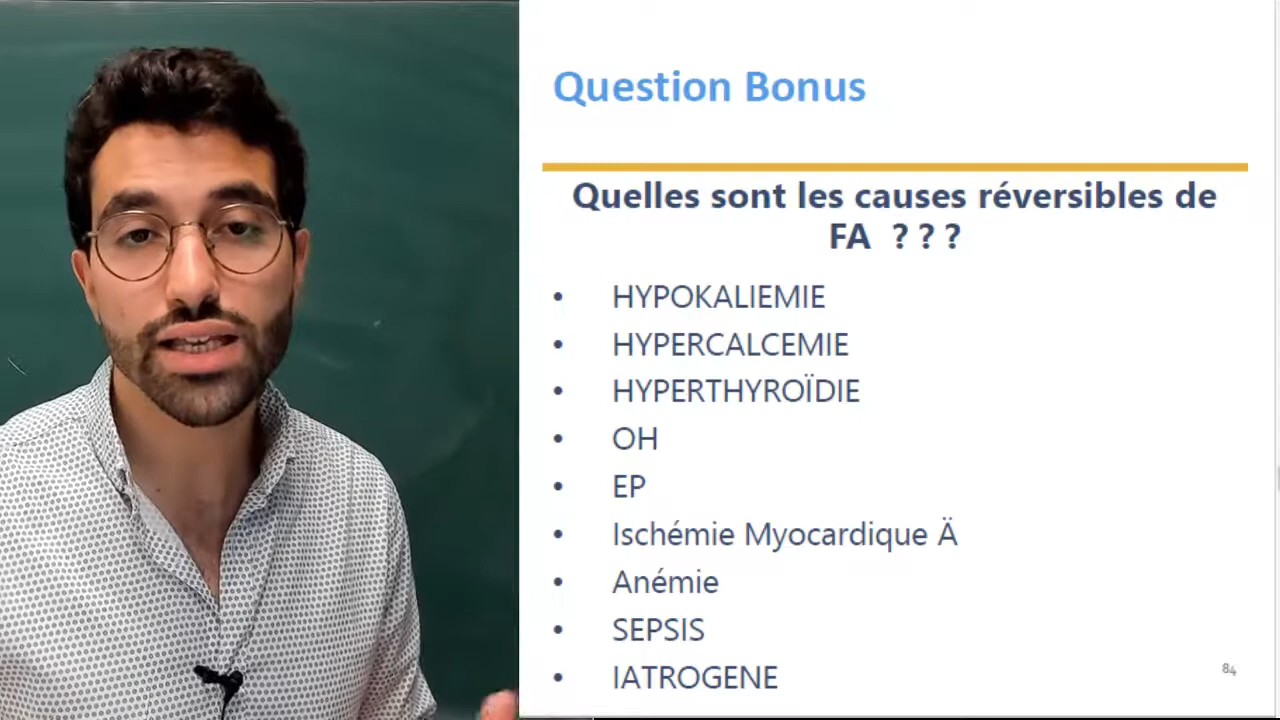 Question Bonus
Quelles sont les causes réversibles de
FA ? ? ?
• HYPOKALIEMIE
• HYPERCALCEMIE
• HYPERTHYROÏDIE
• OH
• EP
• Ischémie Myocardique Ä
• Anémie
• SEPSIS
• IATROGENE
84